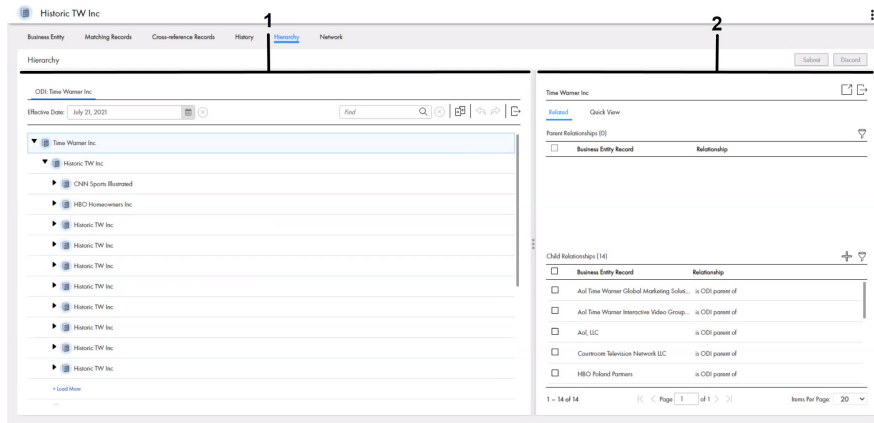 Historic TW Inc
1
2
Business Entity Matching Records Cross-reference Records History Hierarchy Network
Hierarchy
Submit Discard
ODI: Time Warner Inc
Effective Date: July 21, 2021 Find
Time Warner Inc
Historic TW Inc
CNN Sports Illustrated
HBO Homeowners Inc
Historic TW Inc
Historic TW Inc
Historic TW Inc
Historic TW Inc
Historic TW Inc
Historic TW Inc
Historic TW Inc
Historic TW Inc
+ Load More
Time Warner Inc
Related Quick View
Parent Relationships (0)
Business Entity Record Relationship
Child Relationships (14)
Business Entity Record Relationship
Aol Time Warner Global Marketing Soluti... is ODI parent of
Aol Time Warner Interactive Video Group... is ODI parent of
Aol, LLC is ODI parent of
Courtroom Television Network LLC is ODI parent of
HBO Poland Partners is ODI parent of
1 – 14 of 14 Page 1 of 1 Items Per Page: 20